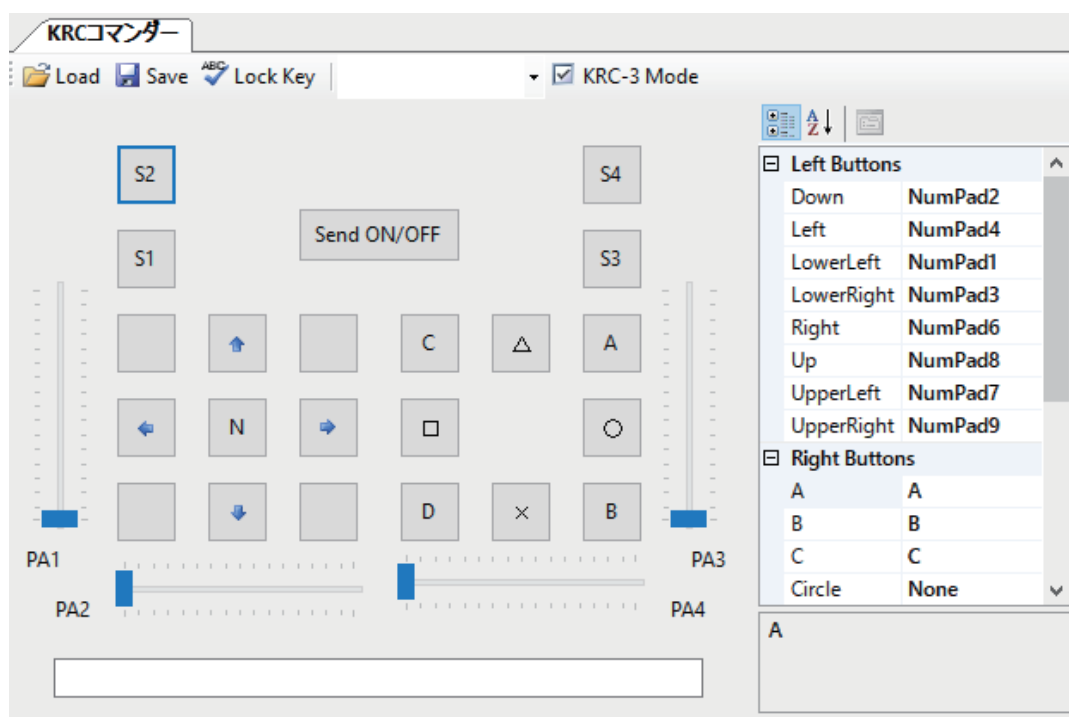 KRCコマンダー
Load Save ABC Lock Key KRC-3 Mode
S2 S4
Send ON/OFF
S1 S3
C △ A
N □ ○
D × B
PA1 PA3
PA2 PA4
A Z
Left Buttons
Down NumPad2
Left NumPad4
LowerLeft NumPad1
LowerRight NumPad3
Right NumPad6
Up NumPad8
UpperLeft NumPad7
UpperRight NumPad9
Right Buttons
A A
B B
C C
Circle None
A